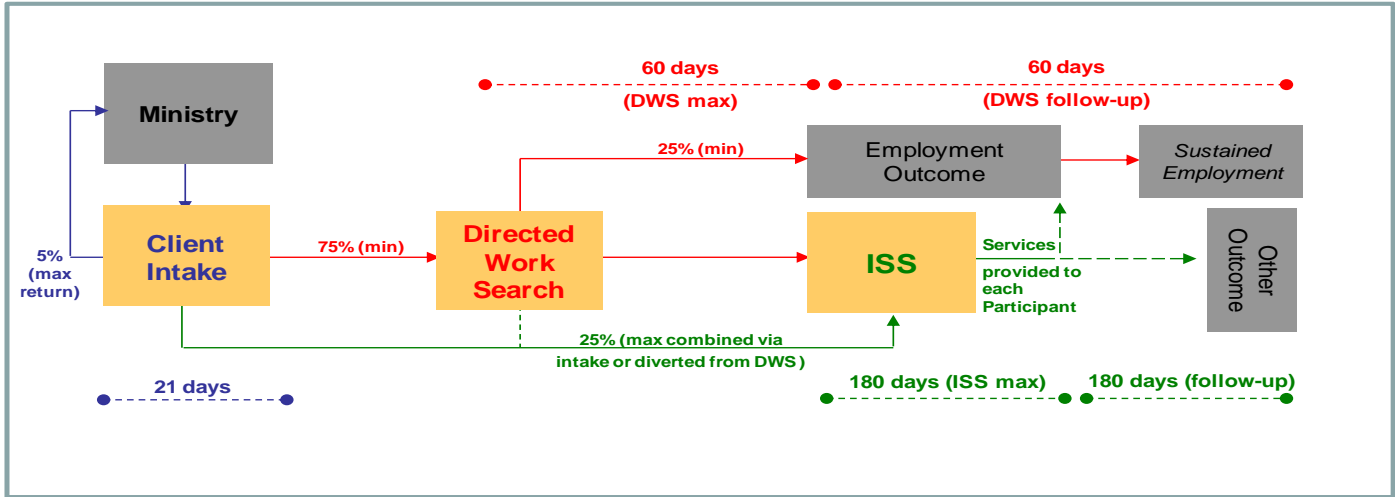 60 days
(DWS max)
60 days
(DWS follow-up)
Ministry
25% (min)
Employment
Outcome
Sustained
Employment
5%
(max
return)
Client
Intake
75% (min)
Directed
Work
Search
ISS
Services
provided to
each
Participant
Other
Outcome
25% (max combined via
intake or diverted from DWS)
21 days
180 days (ISS max)
180 days (follow-up)